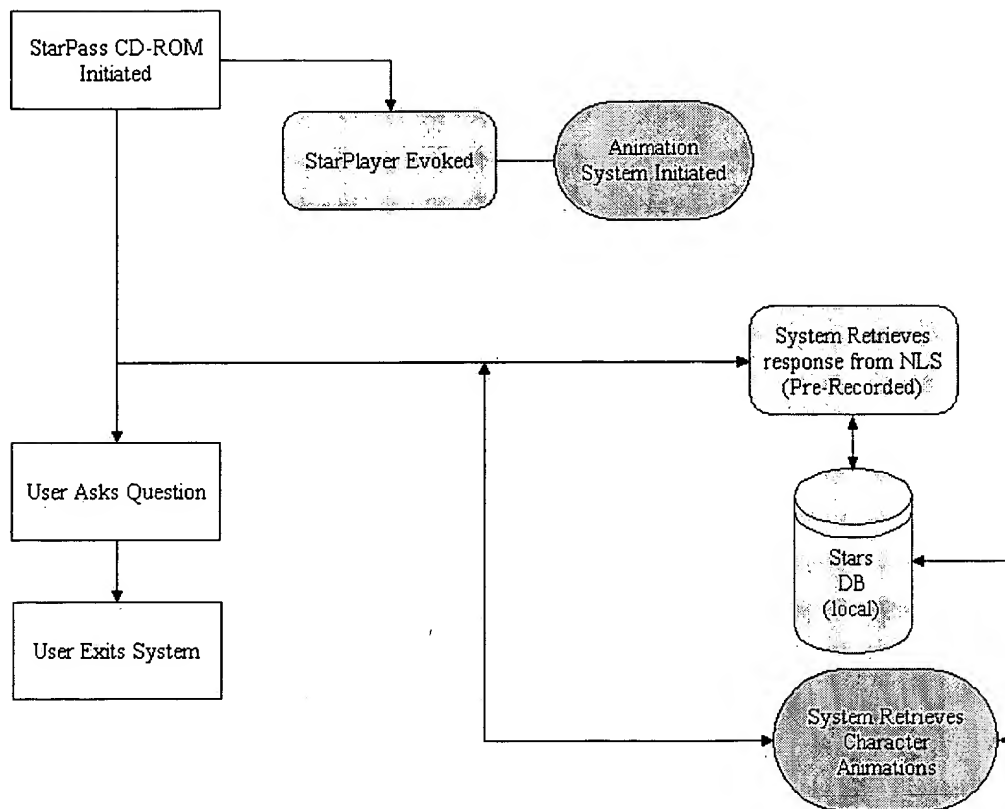 StarPass CD-ROM
Initiated
StarPlayer Evoked
Animation
System Initiated
System Retrieves
response from NLS
(Pre-Recorded)
User Asks Question
Stars
DB
(local)
User Exits System
System Retrieves
Character
Animations